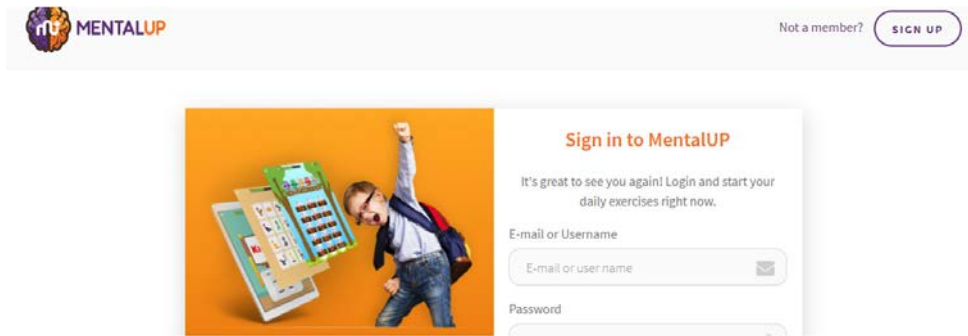 MENTALUP
Not a member?
SIGN UP
Sign in to MentalUP
It's great to see you again! Login and start your
daily exercises right now.
E-mail or Username
E-mail or user name
Password